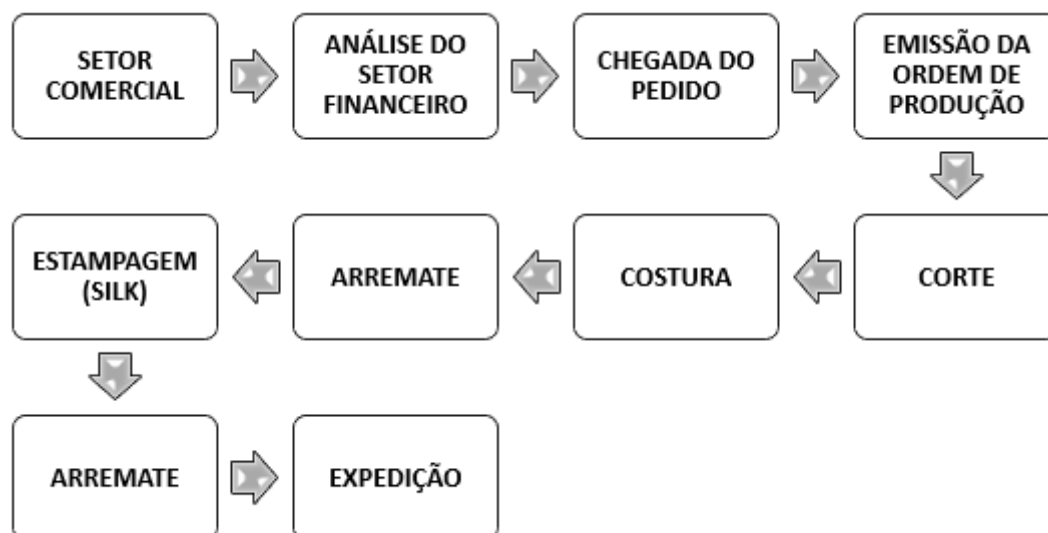 SETOR
COMERCIAL
ANÁLISE DO
SETOR
FINANCEIRO
CHEGADA DO
PEDIDO
EMISSÃO DA
ORDEM DE
PRODUÇÃO
CORTE
COSTURA
ARREMATE
ESTAMPAGEM
(SILK)
ARREMATE
EXPEDIÇÃO